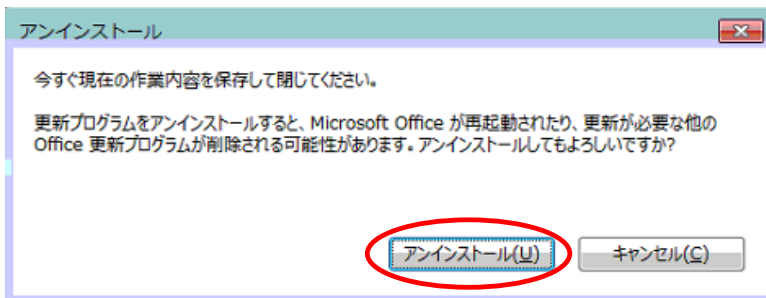 アンインストール
今すぐ現在の作業内容を保存して閉じてください。
更新プログラムをアンインストールすると、Microsoft Office が再起動されたり、更新が必要な他の
Office 更新プログラムが削除される可能性があります。アンインストールしてもよろしいですか?
アンインストール(U) キャンセル(C)